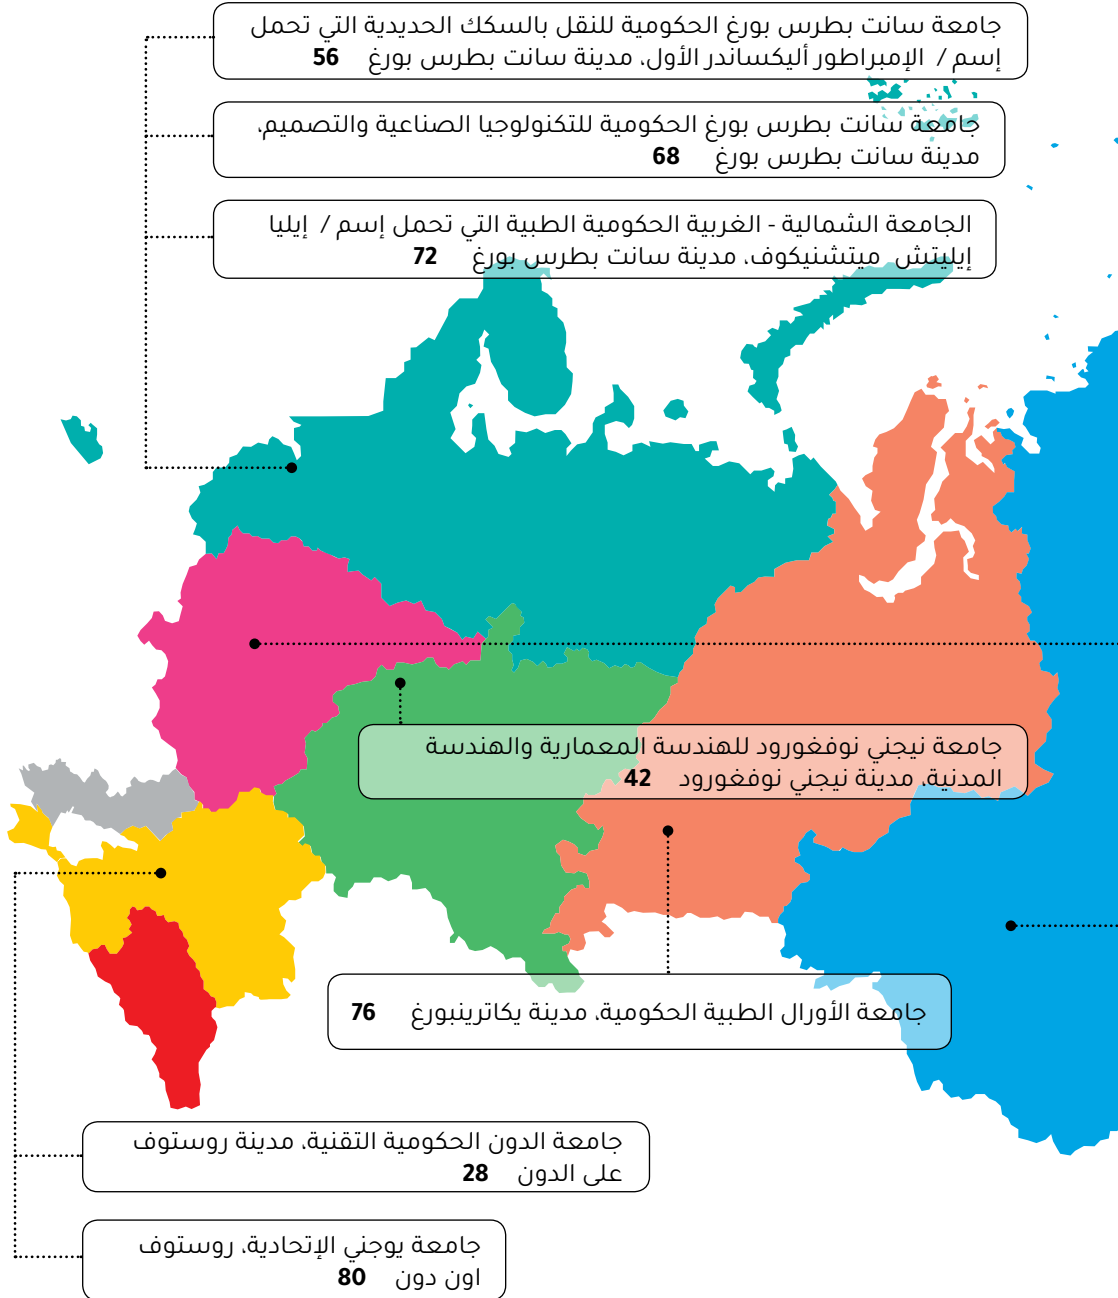 جامعة سانت بطرس بورغ الحكومية للنقل بالسكك الحديدية التي تحمل
إسم / الإمبراطور أليكساندر الأول، مدينة سانت بطرس بورغ 56
جامعة سانت بطرس بورغ الحكومية للتكنولوجيا الصناعية والتصميم،
مدينة سانت بطرس بورغ 68
الجامعة الشمالية - الغربية الحكومية الطبية التي تحمل إسم / إيليا
إيليتش ميتشنيكوف، مدينة سانت بطرس بورغ 72
جامعة نيجني نوفغورود للهندسة المعمارية والهندسة
المدنية، مدينة نيجني نوفغورود 42
جامعة الأورال الطبية الحكومية، مدينة يكاترينبورغ 76
جامعة الدون الحكومية التقنية، مدينة روستوف
على الدون 28
جامعة يوجني الإتحادية، روستوف
اون دون 80